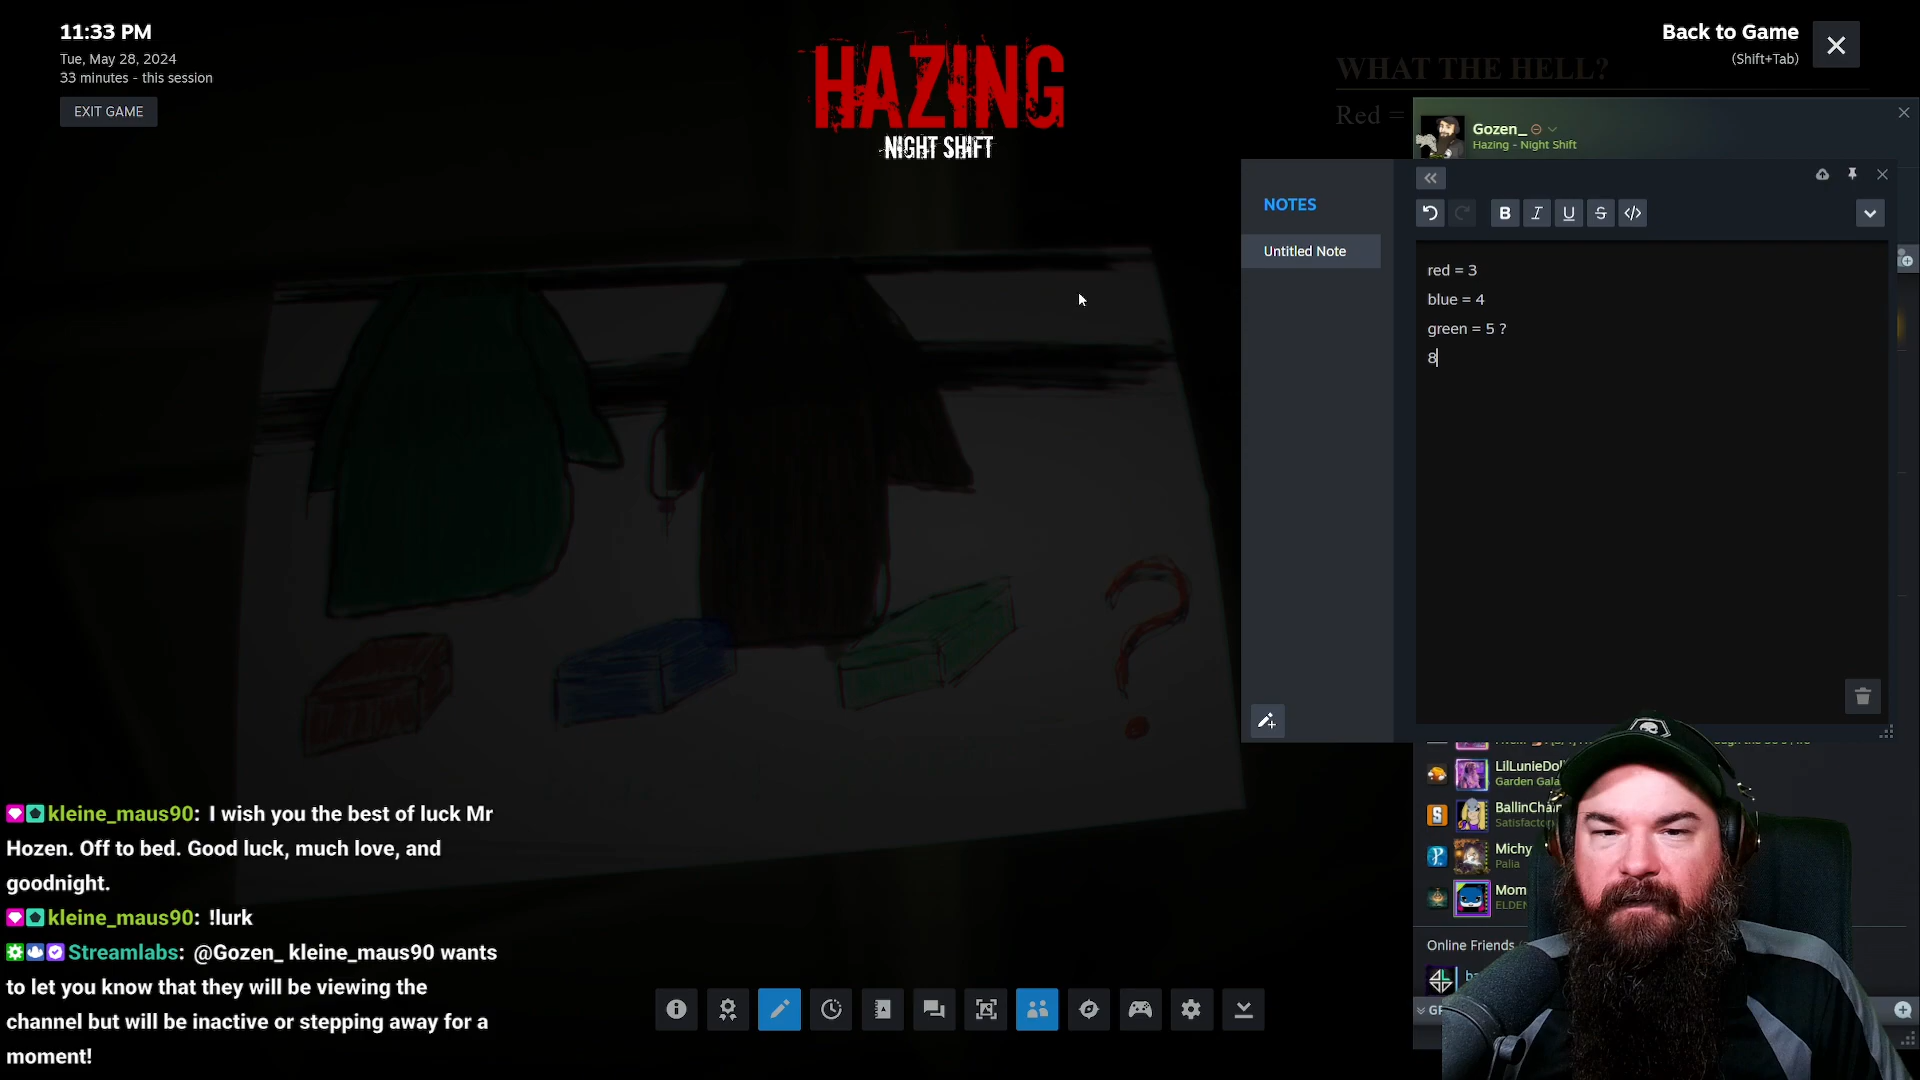 11:33 PM
Tue, May 28, 2024
33 minutes - this session
EXIT GAME
HAZING
NIGHT SHIFT
Back to Game
(Shift+Tab)
WHAT THE HELL?
Red =
Gozen_
Hazing - Night Shift
NOTES
Untitled Note
red = 3
blue = 4
green = 5 ?
8
LilLunieDol
Garden Gala
BallinChain
Satisfactor
Michy
Palia
Mom
ELDEN
Online Friends
kleine_maus90: I wish you the best of luck Mr
Hozen. Off to bed. Good luck, much love, and
goodnight.
kleine_maus90: !lurk
Streamlabs: @Gozen_ kleine_maus90 wants
to let you know that they will be viewing the
channel but will be inactive or stepping away for a
moment!